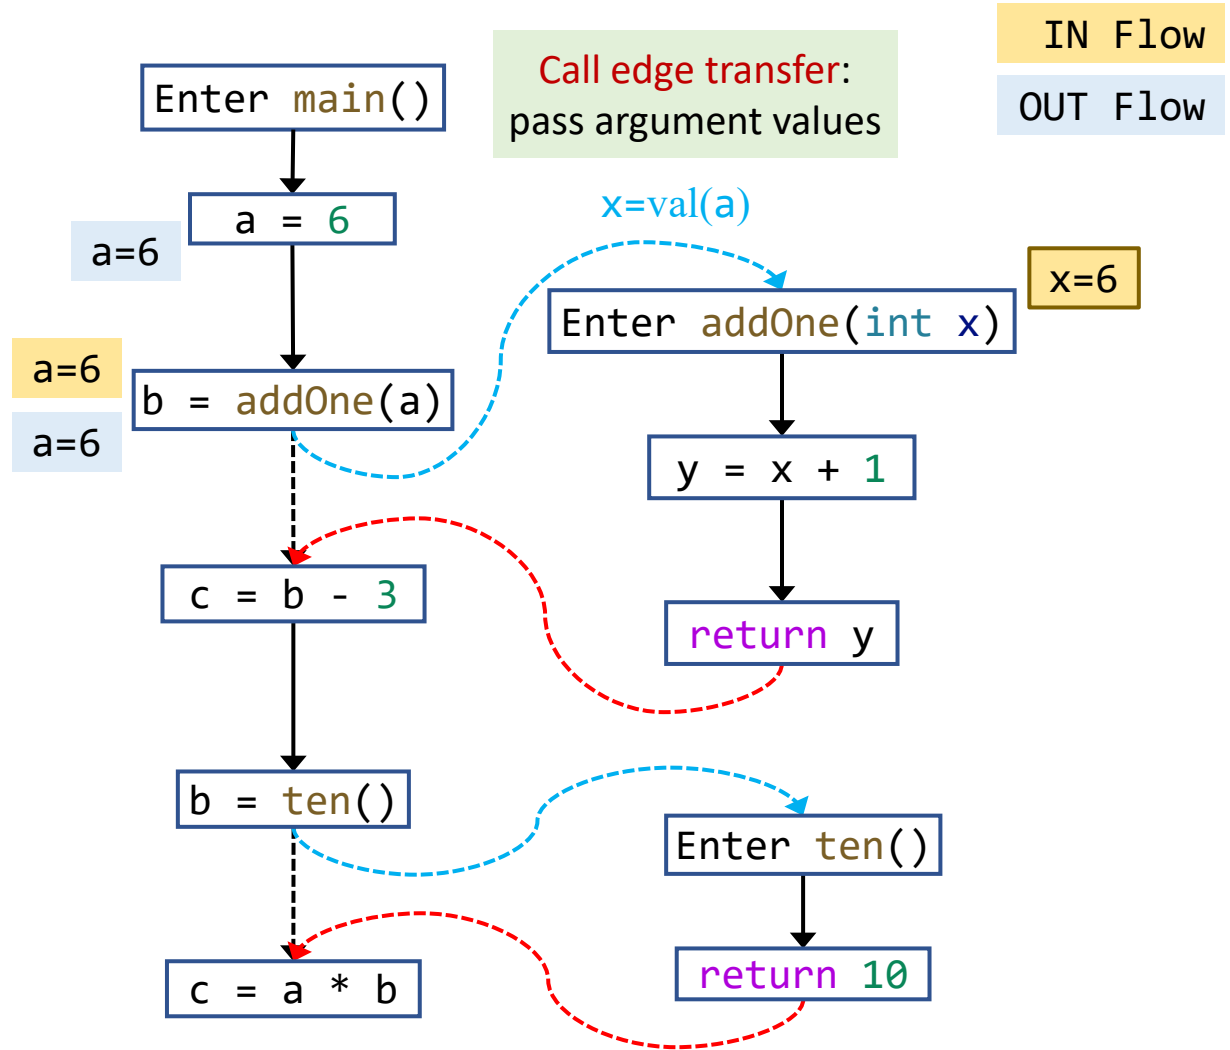 IN Flow
OUT Flow
Call edge transfer:
pass argument values
Enter main()
a = 6
a=6
x=val(a)
x=6
Enter addOne(int x)
a=6
b = addOne(a)
a=6
y = x + 1
c = b - 3
return y
b = ten()
Enter ten()
c = a * b
return 10